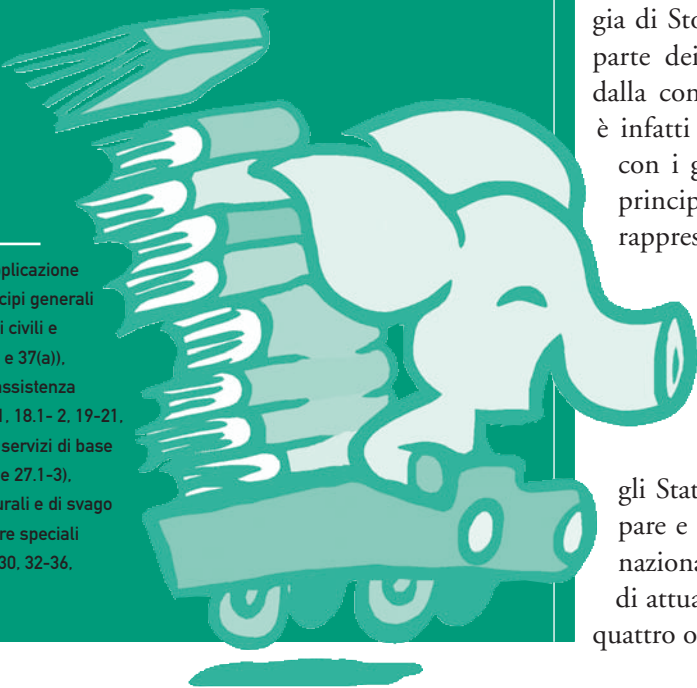 plicazione
cipi generali
i civili e
e 37(a)),
assistenza
1, 18.1- 2, 19-21,
servizi di base
e 27.1-3),
urali e di svago
re speciali
30, 32-36,
gia di Sto
parte dei
dalla con
è infatti
con i g
princip
rappres
gli Stat
pare e
naziona
di attua
quattro o